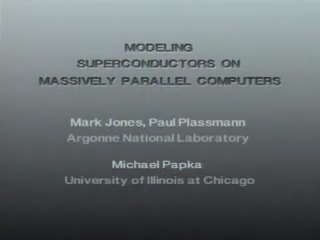 MODELING
SUPERCONDUCTORS ON
MASSIVELY PARALLEL COMPUTERS
Mark Jones, Paul Plassmann
Argonne National Laboratory
Michael Papka
University of Illinois at Chicago